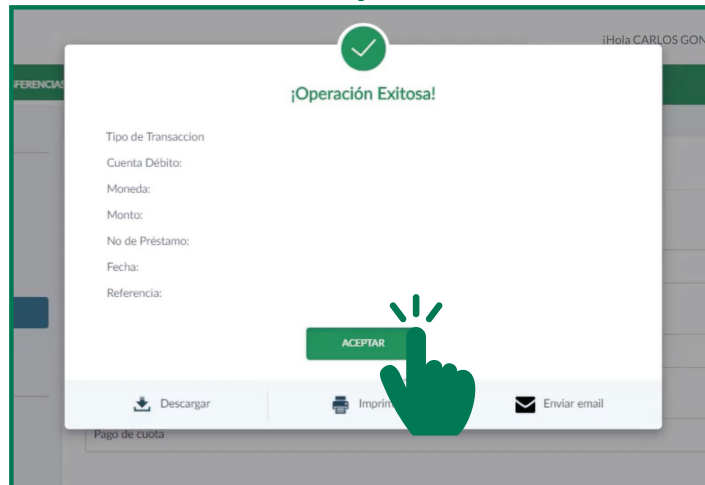 ¡Hola CARLOS GON
FERENCIAS
¡Operación Exitosa!
Tipo de Transaccion
Cuenta Débito:
Moneda:
Monto:
No de Préstamo:
Fecha:
Referencia:
ACEPTAR
Descargar
Imprim
Enviar email
Pago de cuota